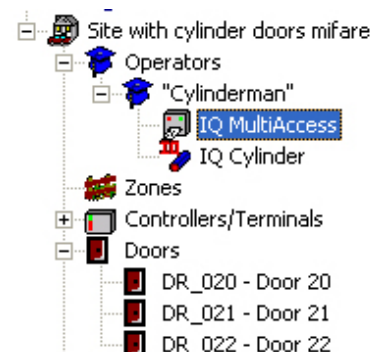 Site with cylinder doors mifare
Operators
"Cylinderman"
IQ MultiAccess
IQ Cylinder
Zones
Controllers/Terminals
Doors
DR_020 - Door 20
DR_021 - Door 21
DR_022 - Door 22